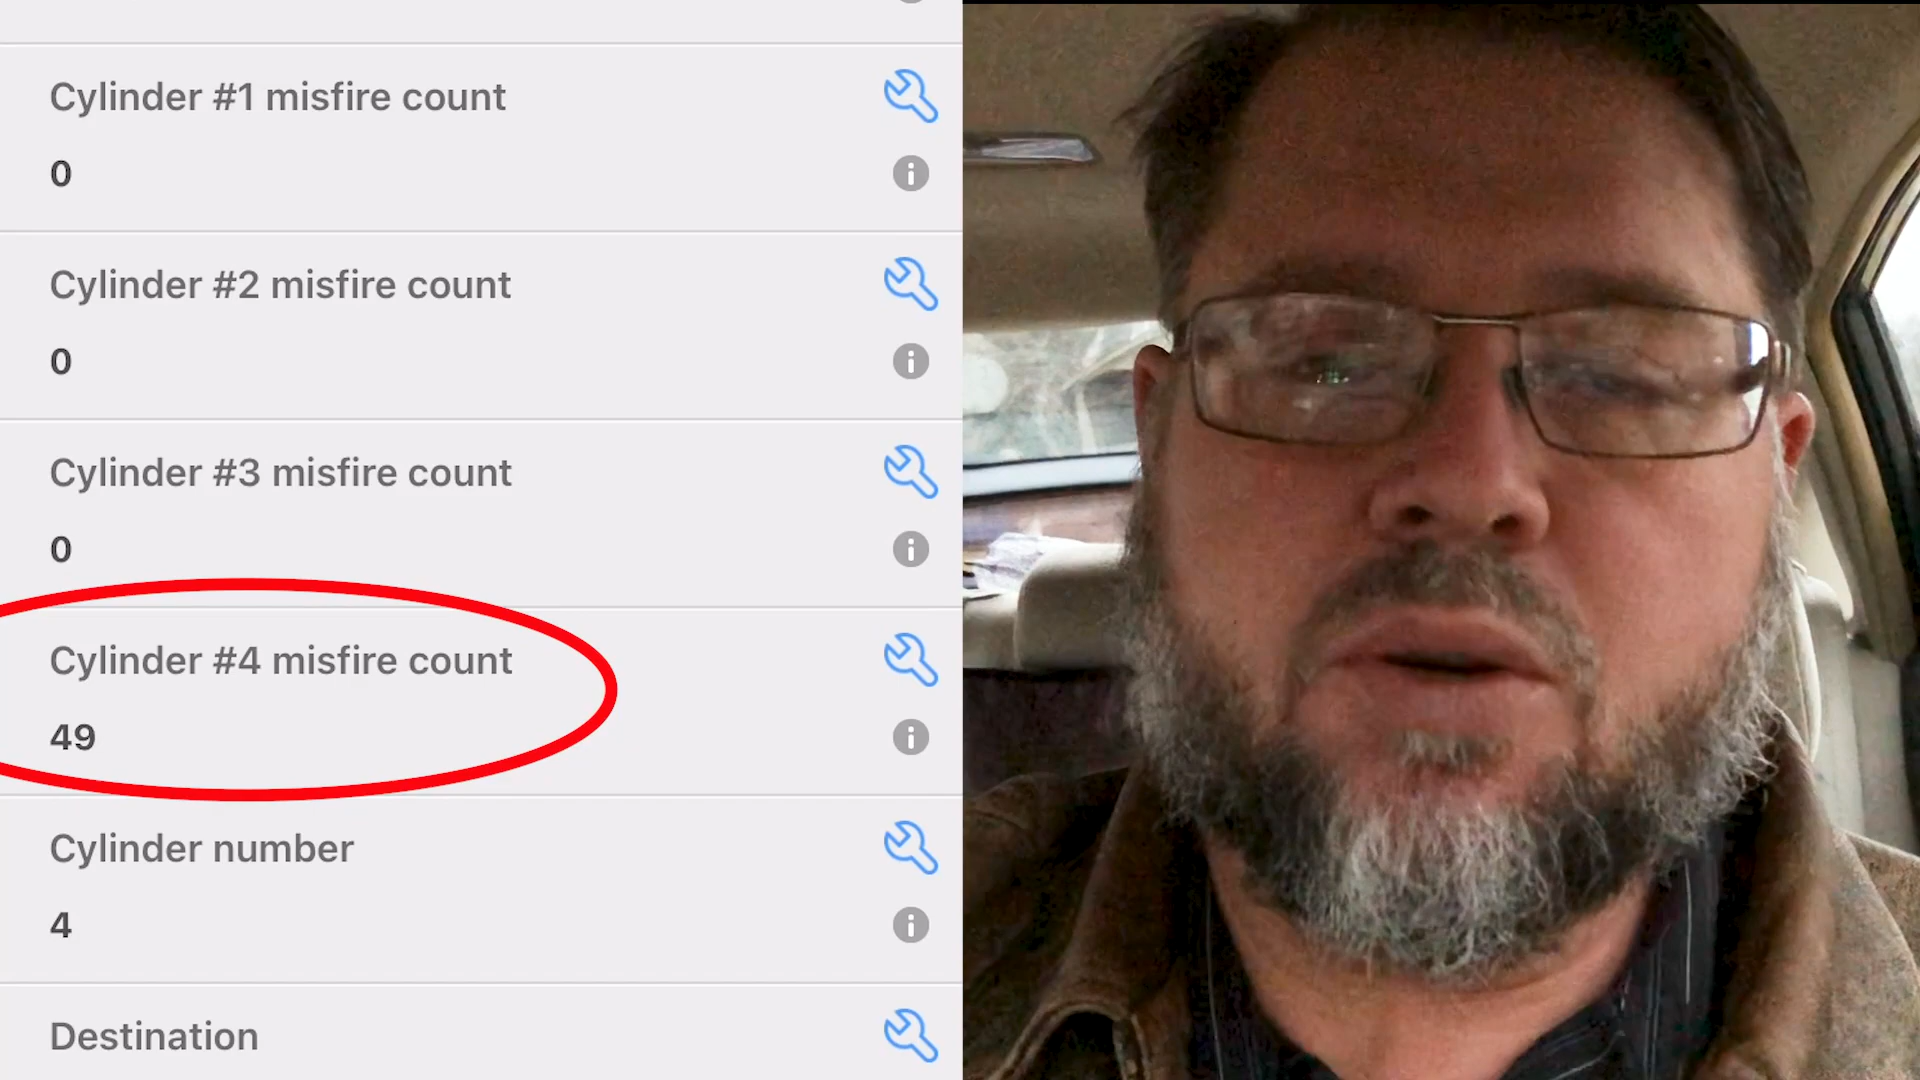 Cylinder #1 misfire count
0
Cylinder #2 misfire count
0
Cylinder #3 misfire count
0
Cylinder #4 misfire count
49
Cylinder number
4
Destination